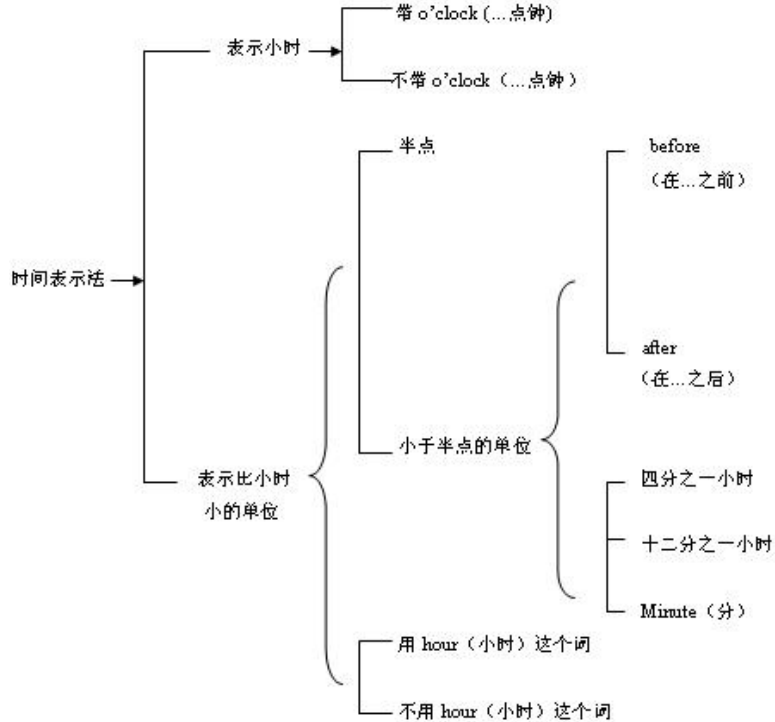 带 o'clock (...点钟)
表示小时
不带 o'clock（...点钟）
半点
before
（在...之前）
时间表示法
after
（在...之后）
小于半点的单位
表示比小时
小的单位
四分之一小时
十二分之一小时
Minute（分）
用 hour（小时）这个词
不用 hour（小时）这个词